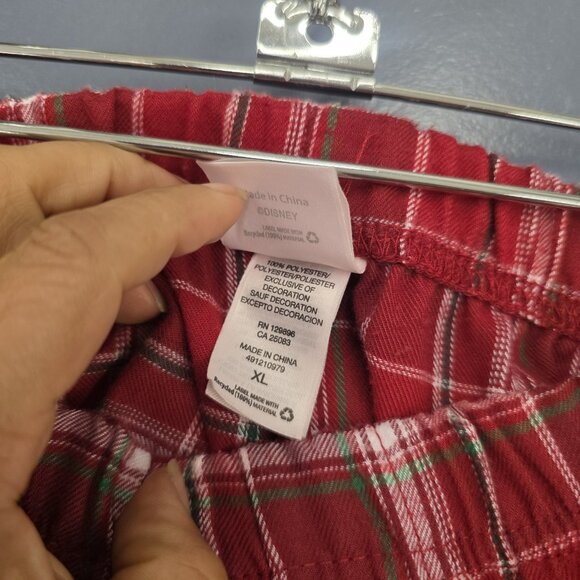 Made in China
©DISNEY
LABEL MADE WITH
Recycled (100%) MATERIAL
100% POLYESTER/
POLYESTER/POLIESTER
EXCLUSIVE OF
DECORATION
SAUF DECORATION
EXCEPTO DECORACION
RN 129896
CA 25083
MADE IN CHINA
491210979
XL
LABEL MADE WITH
Recycled (100%) MATERIAL